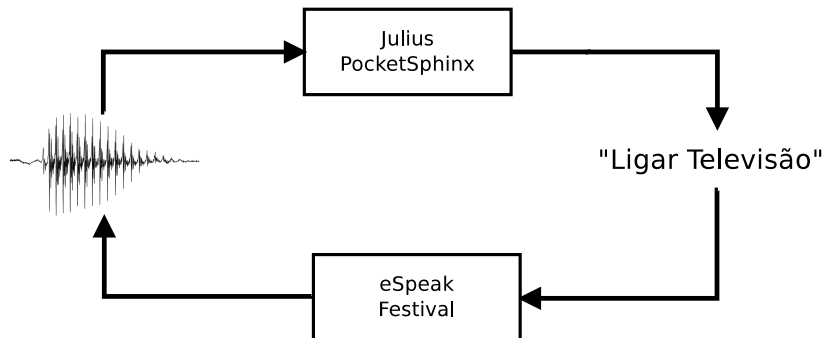 Julius
PocketSphinx
"Ligar Televisão"
eSpeak
Festival